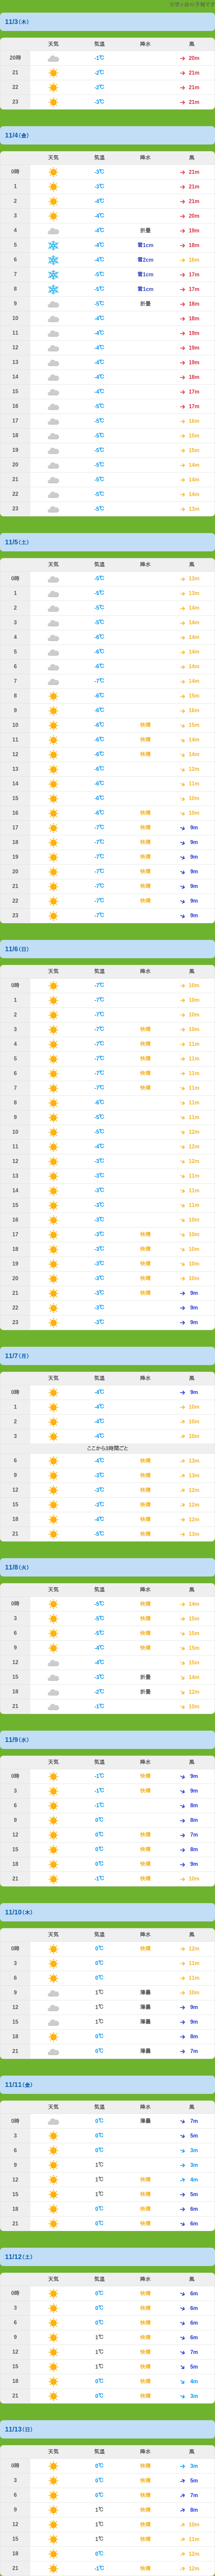 11/3(木)
天気 気温 降水 風
20時 -1℃ 20m
21 -2℃ 21m
22 -2℃ 21m
23 -3℃ 21m
11/4(金)
天気 気温 降水 風
0時 -3℃ 21m
1 -3℃ 21m
2 -4℃ 21m
3 -4℃ 20m
4 -4℃ 折曇 19m
5 -4℃ 雪1cm 18m
6 -4℃ 雪2cm 16m
7 -5℃ 雪1cm 17m
8 -5℃ 雪1cm 17m
9 -5℃ 折曇 18m
10 -4℃ 18m
11 -4℃ 19m
12 -4℃ 19m
13 -4℃ 19m
14 -4℃ 18m
15 -4℃ 17m
16 -5℃ 17m
17 -5℃ 16m
18 -5℃ 15m
19 -5℃ 15m
20 -5℃ 14m
21 -5℃ 14m
22 -5℃ 14m
23 -5℃ 13m
11/5(土)
天気 気温 降水 風
0時 -5℃ 13m
1 -5℃ 13m
2 -5℃ 14m
3 -5℃ 14m
4 -6℃ 14m
5 -6℃ 14m
6 -6℃ 14m
7 -7℃ 14m
8 -6℃ 15m
9 -6℃ 16m
10 -6℃ 快晴 15m
11 -6℃ 快晴 14m
12 -6℃ 快晴 14m
13 -6℃ 12m
14 -6℃ 11m
15 -6℃ 10m
16 -6℃ 快晴 10m
17 -7℃ 快晴 9m
18 -7℃ 快晴 9m
19 -7℃ 快晴 9m
20 -7℃ 快晴 9m
21 -7℃ 快晴 9m
22 -7℃ 快晴 9m
23 -7℃ 9m
11/6(日)
天気 気温 降水 風
0時 -7℃ 10m
1 -7℃ 10m
2 -7℃ 10m
3 -7℃ 快晴 10m
4 -7℃ 快晴 11m
5 -7℃ 快晴 11m
6 -7℃ 快晴 11m
7 -7℃ 快晴 11m
8 -6℃ 11m
9 -5℃ 11m
10 -5℃ 12m
11 -4℃ 12m
12 -3℃ 12m
13 -3℃ 11m
14 -3℃ 11m
15 -3℃ 11m
16 -3℃ 10m
17 -3℃ 快晴 10m
18 -3℃ 快晴 10m
19 -3℃ 快晴 10m
20 -3℃ 快晴 10m
21 -3℃ 快晴 9m
22 -3℃ 9m
23 -3℃ 9m
11/7(月)
天気 気温 降水 風
0時 -4℃ 9m
1 -4℃ 10m
2 -4℃ 10m
3 -4℃ 10m
ここから3時間ごと
6 -4℃ 快晴 13m
9 -3℃ 快晴 13m
12 -3℃ 快晴 12m
15 -3℃ 快晴 12m
18 -4℃ 快晴 12m
21 -5℃ 快晴 13m
11/8(火)
天気 気温 降水 風
0時 -5℃ 快晴 14m
3 -5℃ 快晴 15m
6 -5℃ 快晴 15m
9 -4℃ 快晴 15m
12 -4℃ 15m
15 -3℃ 折曇 14m
18 -2℃ 折曇 12m
21 -1℃ 10m
11/9(水)
天気 気温 降水 風
0時 -1℃ 快晴 9m
3 -1℃ 快晴 9m
6 -1℃ 8m
9 0℃ 8m
12 0℃ 快晴 7m
15 0℃ 快晴 8m
18 0℃ 快晴 9m
21 -1℃ 快晴 10m
11/10(木)
天気 気温 降水 風
0時 0℃ 快晴 12m
3 0℃ 11m
6 0℃ 11m
9 1℃ 薄曇 10m
12 1℃ 薄曇 9m
15 1℃ 薄曇 9m
18 0℃ 8m
21 0℃ 薄曇 7m
11/11(金)
天気 気温 降水 風
0時 0℃ 薄曇 7m
3 0℃ 5m
6 0℃ 3m
9 1℃ 3m
12 1℃ 快晴 4m
15 1℃ 快晴 5m
18 0℃ 快晴 6m
21 0℃ 快晴 6m
11/12(土)
天気 気温 降水 風
0時 0℃ 快晴 6m
3 0℃ 快晴 6m
6 0℃ 快晴 6m
9 1℃ 快晴 6m
12 1℃ 快晴 7m
15 1℃ 快晴 5m
18 0℃ 快晴 4m
21 0℃ 快晴 3m
11/13(日)
天気 気温 降水 風
0時 0℃ 快晴 3m
3 0℃ 快晴 5m
6 0℃ 快晴 7m
9 1℃ 快晴 8m
12 1℃ 快晴 10m
15 1℃ 快晴 11m
18 0℃ 快晴 12m
21 -1℃ 快晴 12m